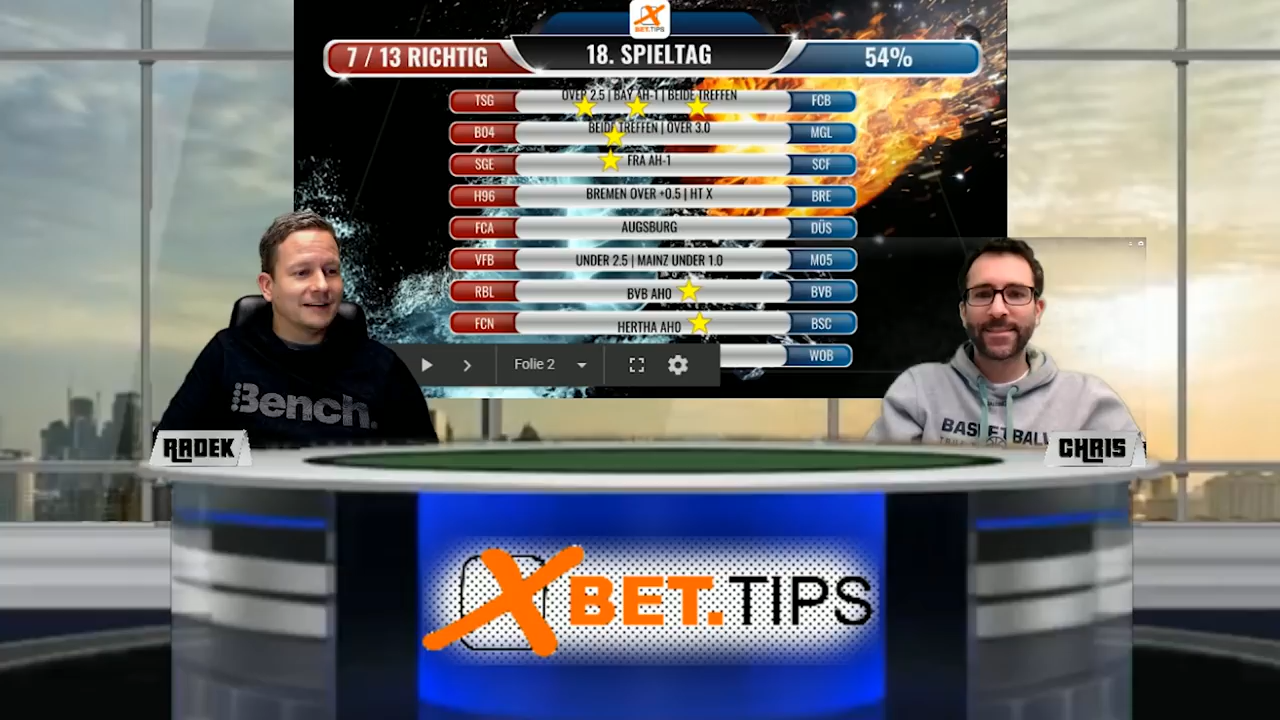 BET.TIPS
7 / 13 RICHTIG
18. SPIELTAG
54%
TSG
OVER 2.5 | BAY AH-1 | BEIDE TREFFEN
FCB
B04
BEIDE TREFFEN | OVER 3.0
MGL
SGE
FRA AH-1
SCF
H96
BREMEN OVER +0.5 | HT X
BRE
FCA
AUGSBURG
DÜS
VFB
UNDER 2.5 | MAINZ UNDER 1.0
M05
RBL
BVB AH0
BVB
FCN
HERTHA AH0
BSC
WOB
Folie 2
Bench.
BASKETBALL
RADEK
CHRIS
XBET.TIPS